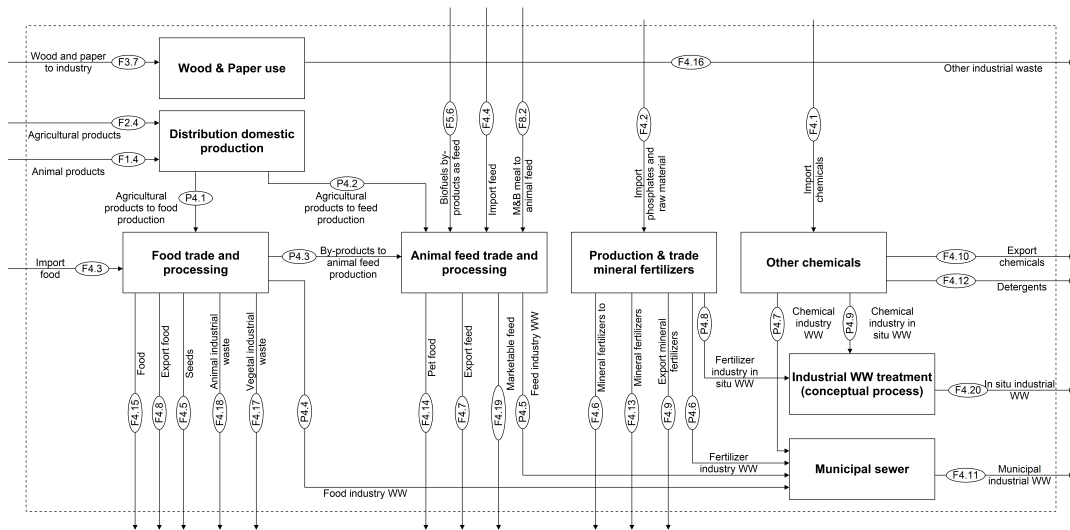 Wood and paper
to industry
F3.7
Wood & Paper use
F4.16
Other industrial waste
F2.4
Agricultural products
F1.4
Animal products
Distribution domestic
production
F5.6
F4.4
F8.2
F4.2
F4.1
Biofuels by-
products as feed
Import feed
M&B meal to
animal feed
Import
phosphates and
raw material
Import
chemicals
P4.1
Agricultural
products to food
production
P4.2
Agricultural
products to feed
production
Import
food
F4.3
Food trade and
processing
P4.3
By-products to
animal feed
production
Animal feed trade and
processing
Production & trade
mineral fertilizers
Other chemicals
F4.10
Export
chemicals
F4.12
Detergents
Food
Export food
Seeds
Animal industrial
waste
Vegetal industrial
waste
F4.15
F4.8
F4.5
F4.18
F4.17
P4.4
Food industry WW
Pet food
Export feed
Marketable feed
Feed industry WW
F4.14
F4.7
F4.19
P4.5
Mineral fertilizers to
Mineral fertilizers
Export mineral
fertilizers
F4.6
F4.13
F4.9
P4.6
P4.8
Fertilizer
industry in
situ WW
Fertilizer
industry WW
P4.7
Chemical
industry
WW
P4.9
Chemical
industry in
situ WW
Industrial WW treatment
(conceptual process)
F4.20
In situ industrial
WW
Municipal sewer
F4.11
Municipal
industrial WW